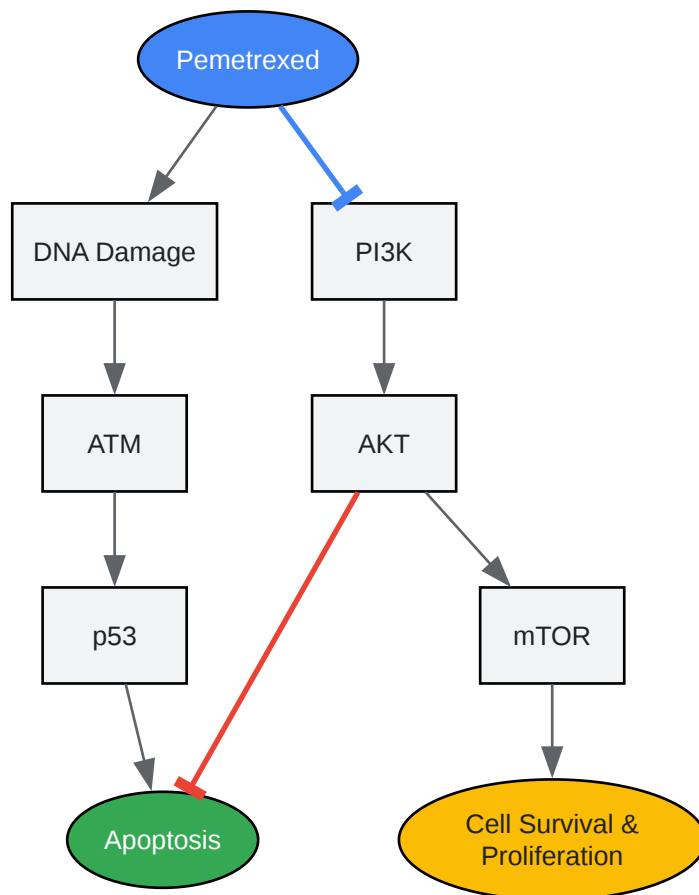 Pemetrexed
DNA Damage
PI3K
ATM
AKT
p53
mTOR
Apoptosis
Cell Survival &
Proliferation